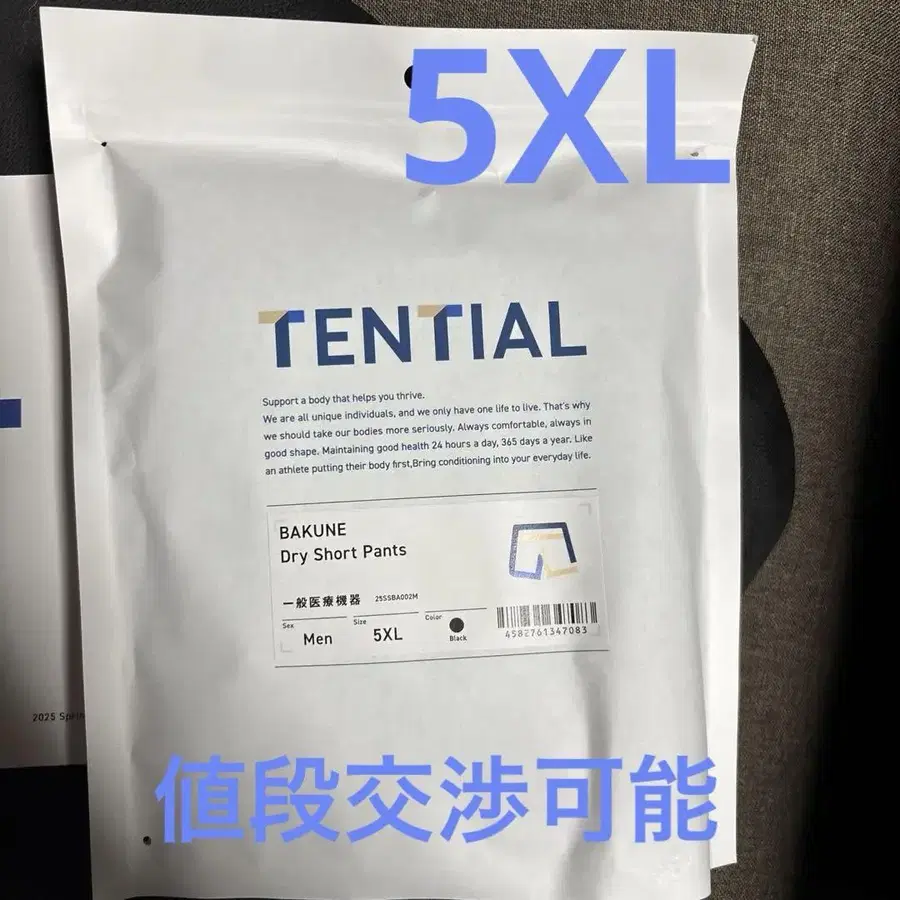 5XL
TENTIAL
Support a body that helps you thrive.
We are all unique individuals, and we only have one life to live. That's why
we should take our bodies more seriously. Always comfortable, always in
good shape. Maintaining good health 24 hours a day, 365 days a year. Like
an athlete putting their body first,Bring conditioning into your everyday life.
BAKUNE
Dry Short Pants
一般医療機器 25SSBA002M
Sex Men
Size 5XL
Color Black
4582761347083
2025 Sprin
値段交渉可能